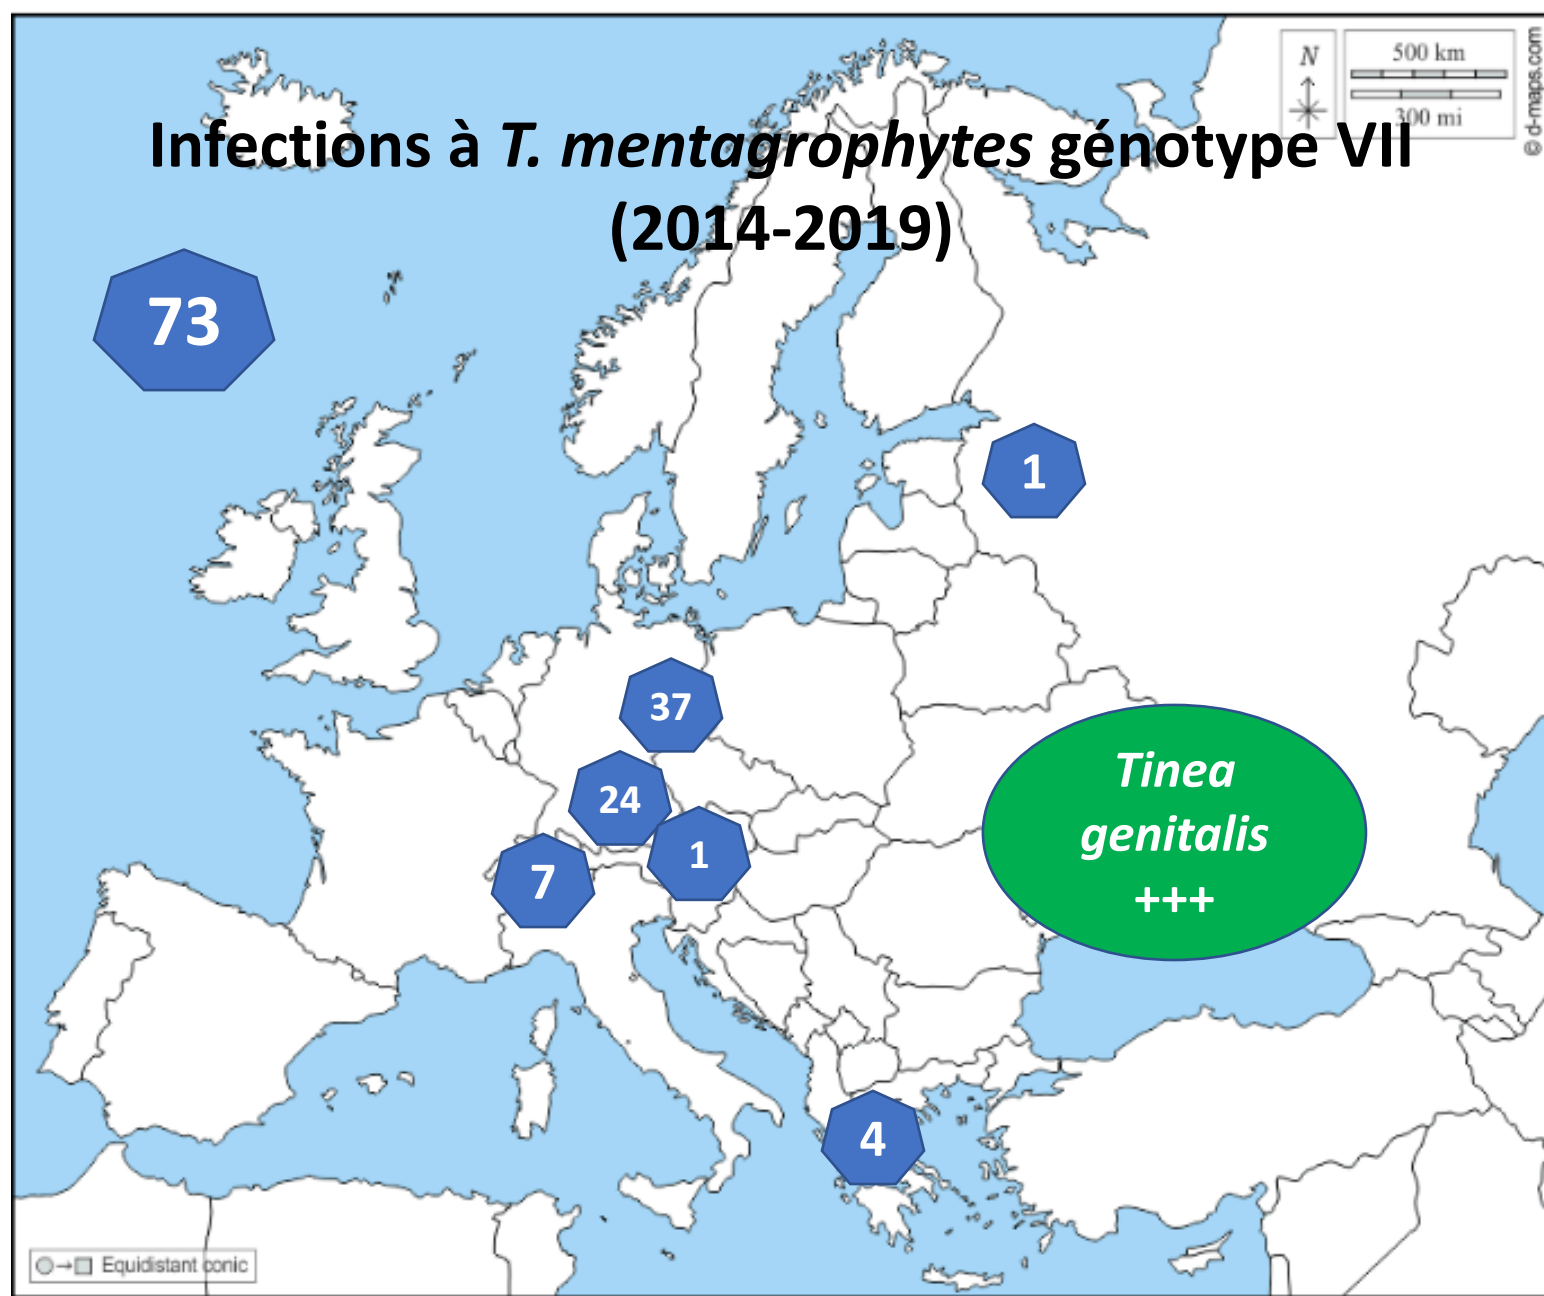 N
500 km
300 mi
© d-maps.com
Infections à T. mentagrophytes génotype VII
(2014-2019)
73
1
37
24
1
7
Tinea
genitalis
+++
4
Equidistant conic